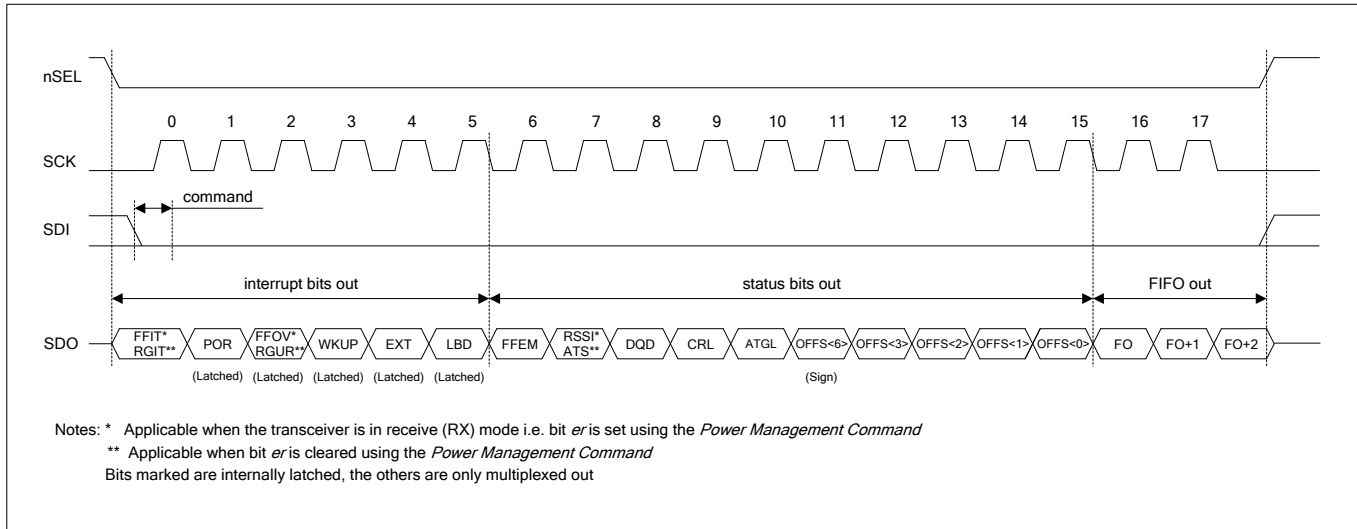 nSEL
0 1 2 3 4 5 6 7 8 9 10 11 12 13 14 15 16 17
SCK
command
SDI
interrupt bits out status bits out FIFO out
SDO
FFIT*
RGIT**
POR
FFOV*
RGUR**
WKUP
EXT
LBD
FFEM
RSSI*
ATS**
DQD
CRL
ATGL
OFFS<6>
OFFS<3>
OFFS<2>
OFFS<1>
OFFS<0>
FO
FO+1
FO+2
(Latched) (Latched) (Latched) (Latched) (Latched) (Sign)
Notes: * Applicable when the transceiver is in receive (RX) mode i.e. bit er is set using the Power Management Command
** Applicable when bit er is cleared using the Power Management Command
Bits marked are internally latched, the others are only multiplexed out